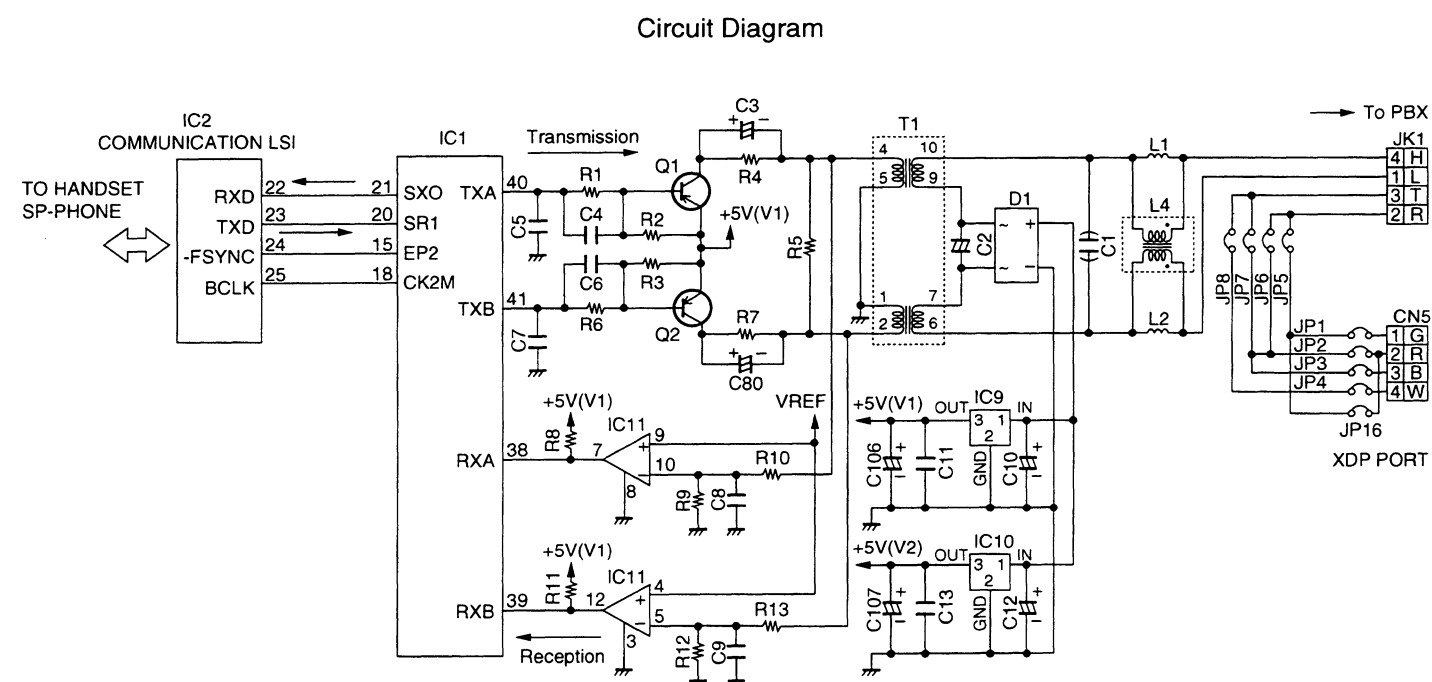 Circuit Diagram
To PBX
IC2
COMMUNICATION LSI
IC1
Transmission
TO HANDSET
SP-PHONE
RXD 22
TXD 23
-FSYNC 24
BCLK 25
21 SXO
20 SR1
15 EP2
18 CK2M
TXA 40
TXB 41
RXA 38
RXB 39
C5
R1
C4
R2
C6
R3
R6
C7
Q1
Q2
C3
+ −
R4
+5V(V1)
R5
R7
+ −
C80
T1
4 10
5 9
1 7
2 6
C2
D1
~ +
~ −
C1
L1
L4
L2
JK1
4 H
1 L
3 T
2 R
JP8
JP7
JP6
JP5
CN5
JP1 1 G
JP2 2 R
JP3 3 B
JP4 4 W
JP16
XDP PORT
VREF
+5V(V1)
R8
IC11
7
+ 9
− 10
8
R9
C8
R10
+5V(V1)
R11
IC11
12
+ 4
− 5
3
R12
C9
R13
Reception
+5V(V1)
OUT
IC9
IN
3 1
2
GND
C106
+
−
C11
C10
+
−
+5V(V2)
OUT
IC10
IN
3 1
2
GND
C107
+
−
C13
C12
+
−